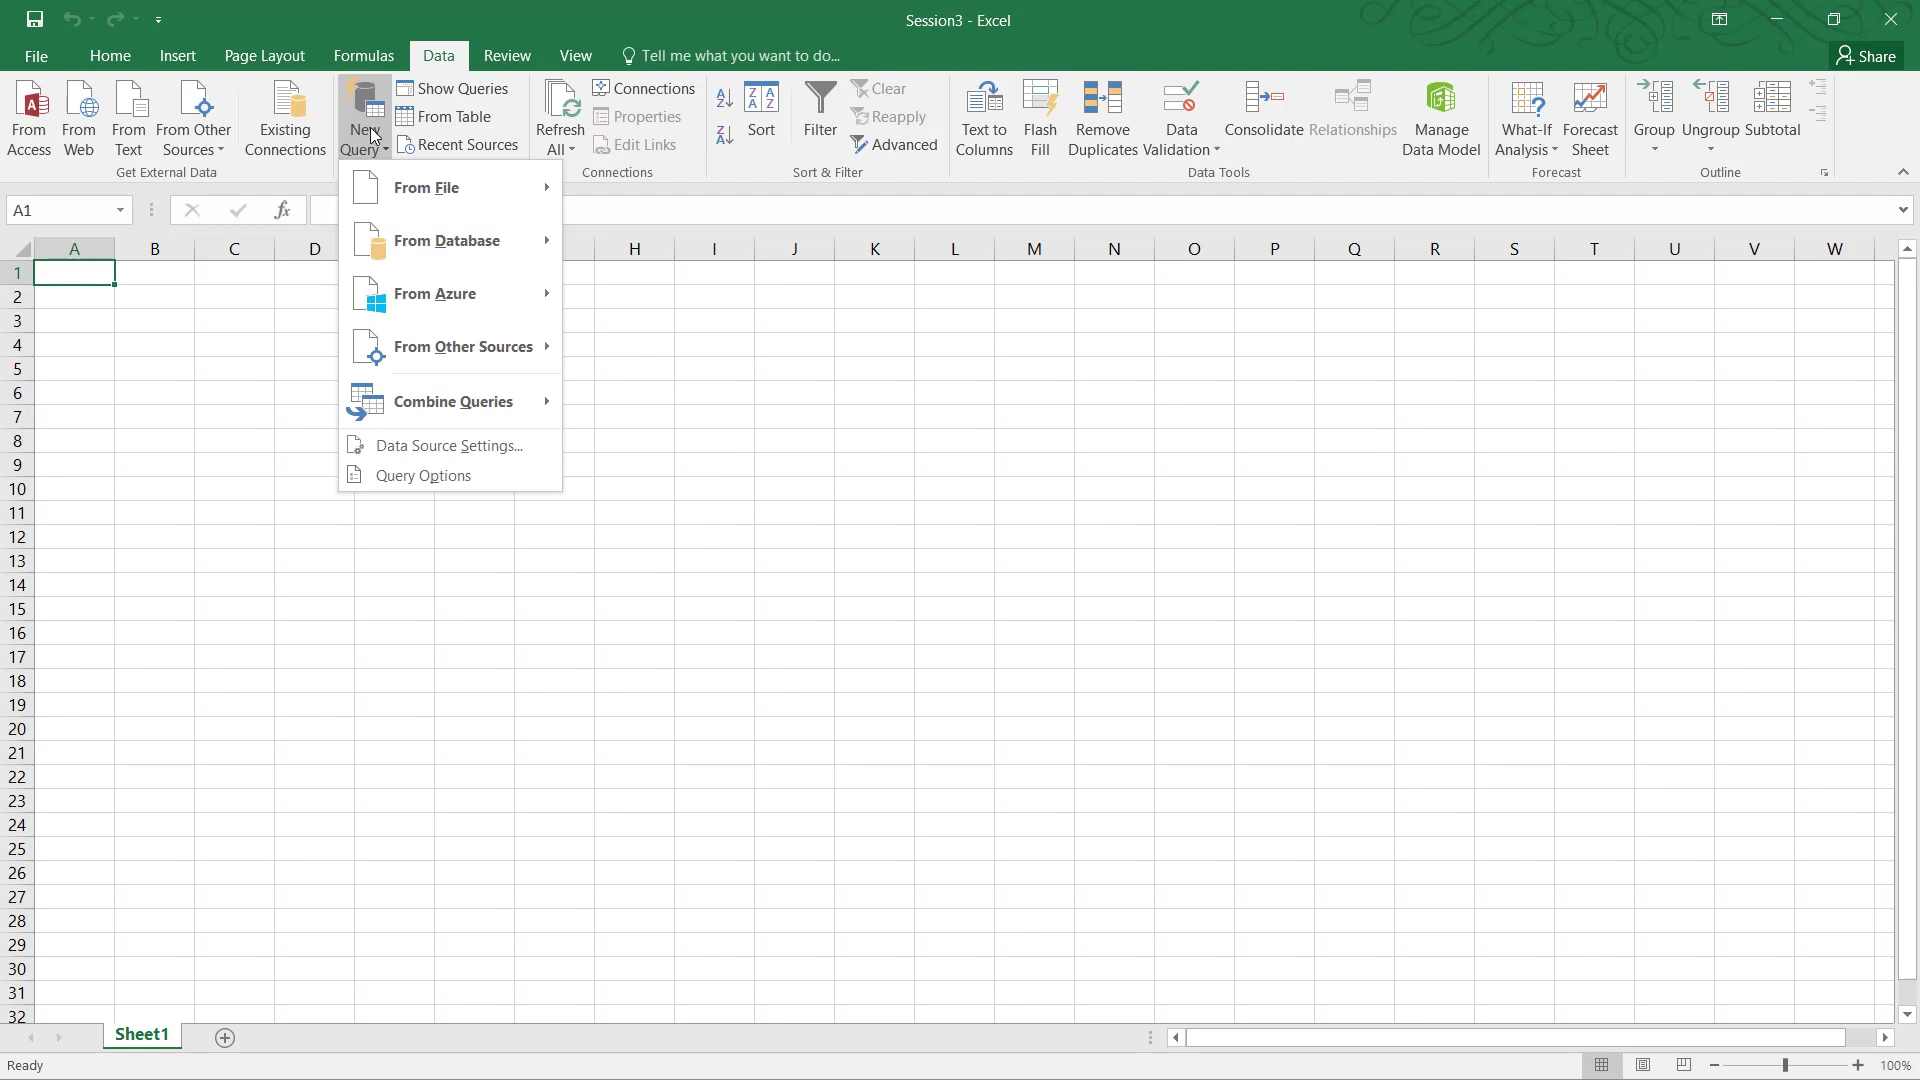 Session3 - Excel
File Home Insert Page Layout Formulas Data Review View Tell me what you want to do... Share
From Access
From Web
From Text
From Other Sources
Existing Connections
Get External Data
New Query
Show Queries
From Table
Recent Sources
Refresh All
Connections
Properties
Edit Links
Connections
Sort
Filter
Clear
Reapply
Advanced
Sort & Filter
Text to Columns
Flash Fill
Remove Duplicates
Data Validation
Consolidate
Relationships
Manage Data Model
Data Tools
What-If Analysis
Forecast Sheet
Forecast
Group
Ungroup
Subtotal
Outline
From File
From Database
From Azure
From Other Sources
Combine Queries
Data Source Settings...
Query Options
A1
fx
A B C D H I J K L M N O P Q R S T U V W
1
2
3
4
5
6
7
8
9
10
11
12
13
14
15
16
17
18
19
20
21
22
23
24
25
26
27
28
29
30
31
32
Sheet1
Ready
100%